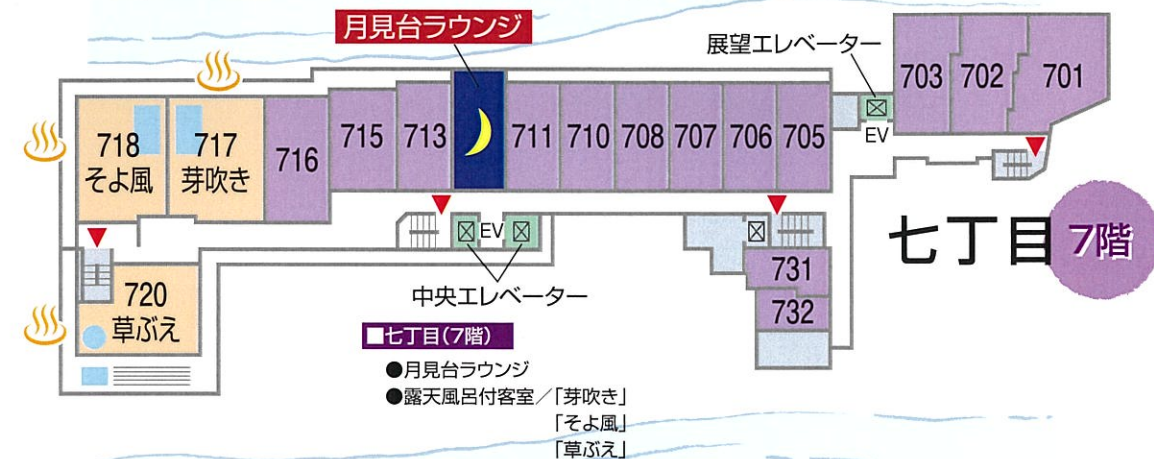 月見台ラウンジ
展望エレベーター
EV
703
702
701
718
そよ風
717
芽吹き
716
715
713
711
710
708
707
706
705
EV
中央エレベーター
731
732
720
草ぶえ
七丁目 7階
■七丁目(7階)
●月見台ラウンジ
●露天風呂付客室／「芽吹き」
「そよ風」
「草ぶえ」